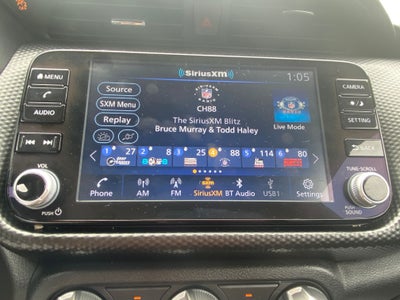 SiriusXM
1:05
MENU
AUDIO
VOL
PUSH
Source
SXM Menu
Replay
CH88
The SiriusXM Blitz
Bruce Murray & Todd Haley
Live Mode
1 27 2 8 3 25 4 88 5 114 6 80
Phone AM FM SiriusXM BT Audio USB1 Settings
CAMERA
SETTING
BACK
TUNE·SCROLL
PUSH
SOUND